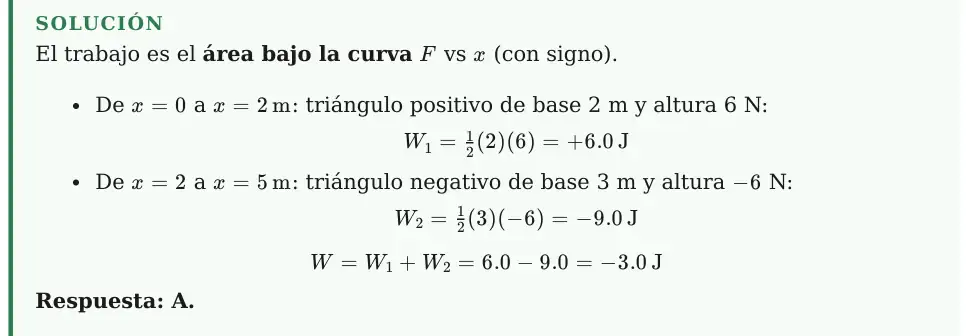 SOLUCIÓN
El trabajo es el área bajo la curva F vs x (con signo).
• De x = 0 a x = 2 m: triángulo positivo de base 2 m y altura 6 N:
W₁ = ½(2)(6) = +6.0 J
• De x = 2 a x = 5 m: triángulo negativo de base 3 m y altura −6 N:
W₂ = ½(3)(−6) = −9.0 J
W = W₁ + W₂ = 6.0 − 9.0 = −3.0 J
Respuesta: A.